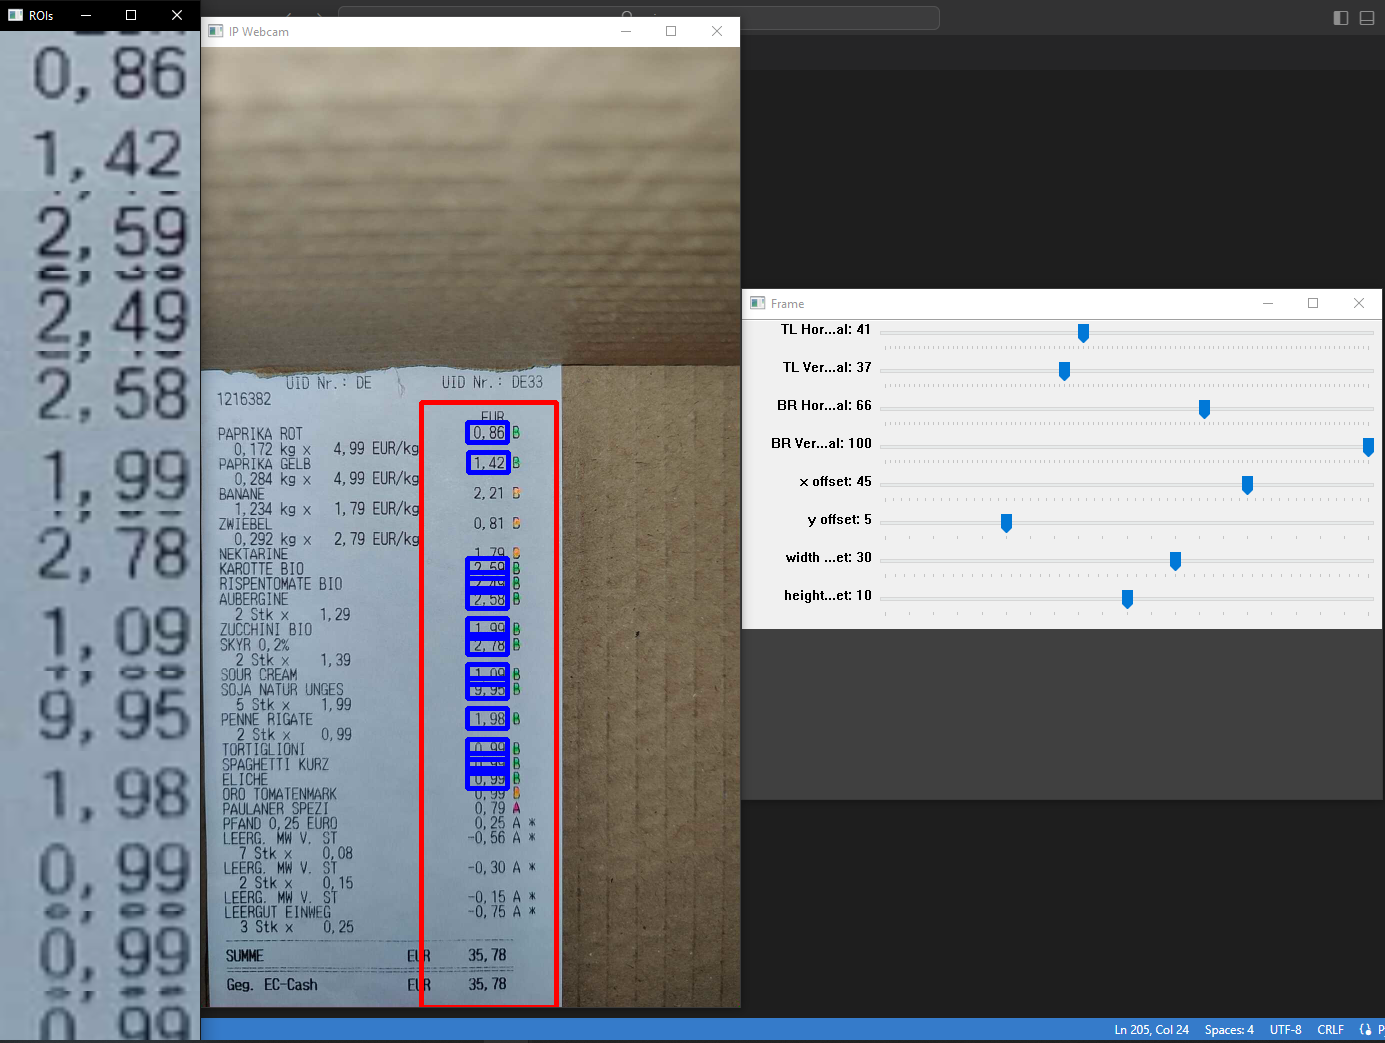 ROIs
0,86
1,42
2,59
2,49
2,58
1,99
2,78
1,09
9,95
1,98
0,99
0,99
0,99
IP Webcam
UID Nr.: DE UID Nr.: DE33
1216382
EUR
PAPRIKA ROT 0,86 B
0,172 kg x 4,99 EUR/kg
PAPRIKA GELB 1,42 B
0,284 kg x 4,99 EUR/kg
BANANE 2,21 B
1,234 kg x 1,79 EUR/kg
ZWIEBEL 0,81 B
0,292 kg x 2,79 EUR/kg
NEKTARINE 1,79 B
KAROTTE BIO 2,59 B
RISPENTOMATE BIO 2,49 B
AUBERGINE 2,58 B
2 Stk x 1,29
ZUCCHINI BIO 1,99 B
SKYR 0,2% 2,78 B
2 Stk x 1,39
SOUR CREAM 1,09 B
SOJA NATUR UNGES 9,95 B
5 Stk x 1,99
PENNE RIGATE 1,98 B
2 Stk x 0,99
TORTIGLIONI 0,99 B
SPAGHETTI KURZ 0,99 B
ELICHE 0,99 B
ORO TOMATENMARK 0,99 B
PAULANER SPEZI 0,79 A
PFAND 0,25 EURO 0,25 A *
LEERG. MW V. ST -0,56 A *
7 Stk x 0,08
LEERG. MW V. ST -0,30 A *
2 Stk x 0,15
LEERG. MW V. ST -0,15 A *
LEERGUT EINWEG -0,75 A *
3 Stk x 0,25
SUMME EUR 35,78
Geg. EC-Cash EUR 35,78
Frame
TL Hor...al: 41
TL Ver...al: 37
BR Hor...al: 66
BR Ver...al: 100
x offset: 45
y offset: 5
width ...et: 30
height...et: 10
Ln 205, Col 24 Spaces: 4 UTF-8 CRLF P